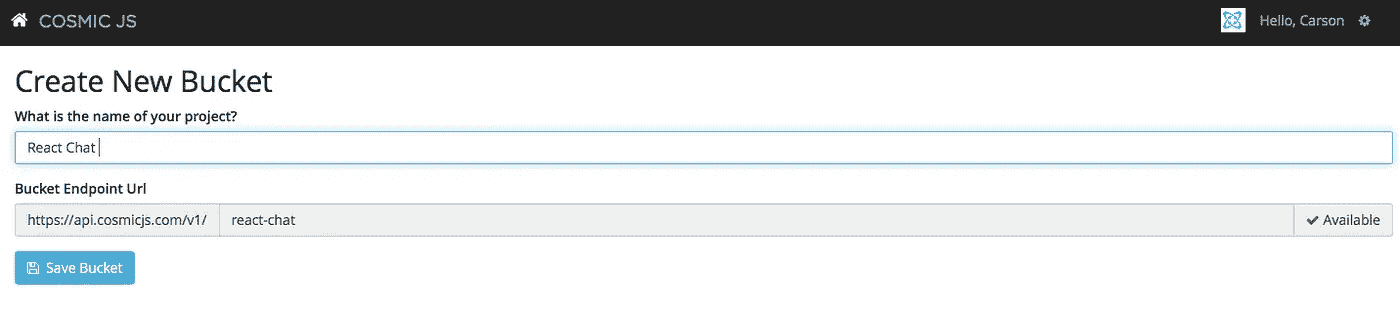 COSMIC JS Hello, Carson
Create New Bucket
What is the name of your project?
React Chat
Bucket Endpoint Url
https://api.cosmicjs.com/v1/ react-chat Available
Save Bucket